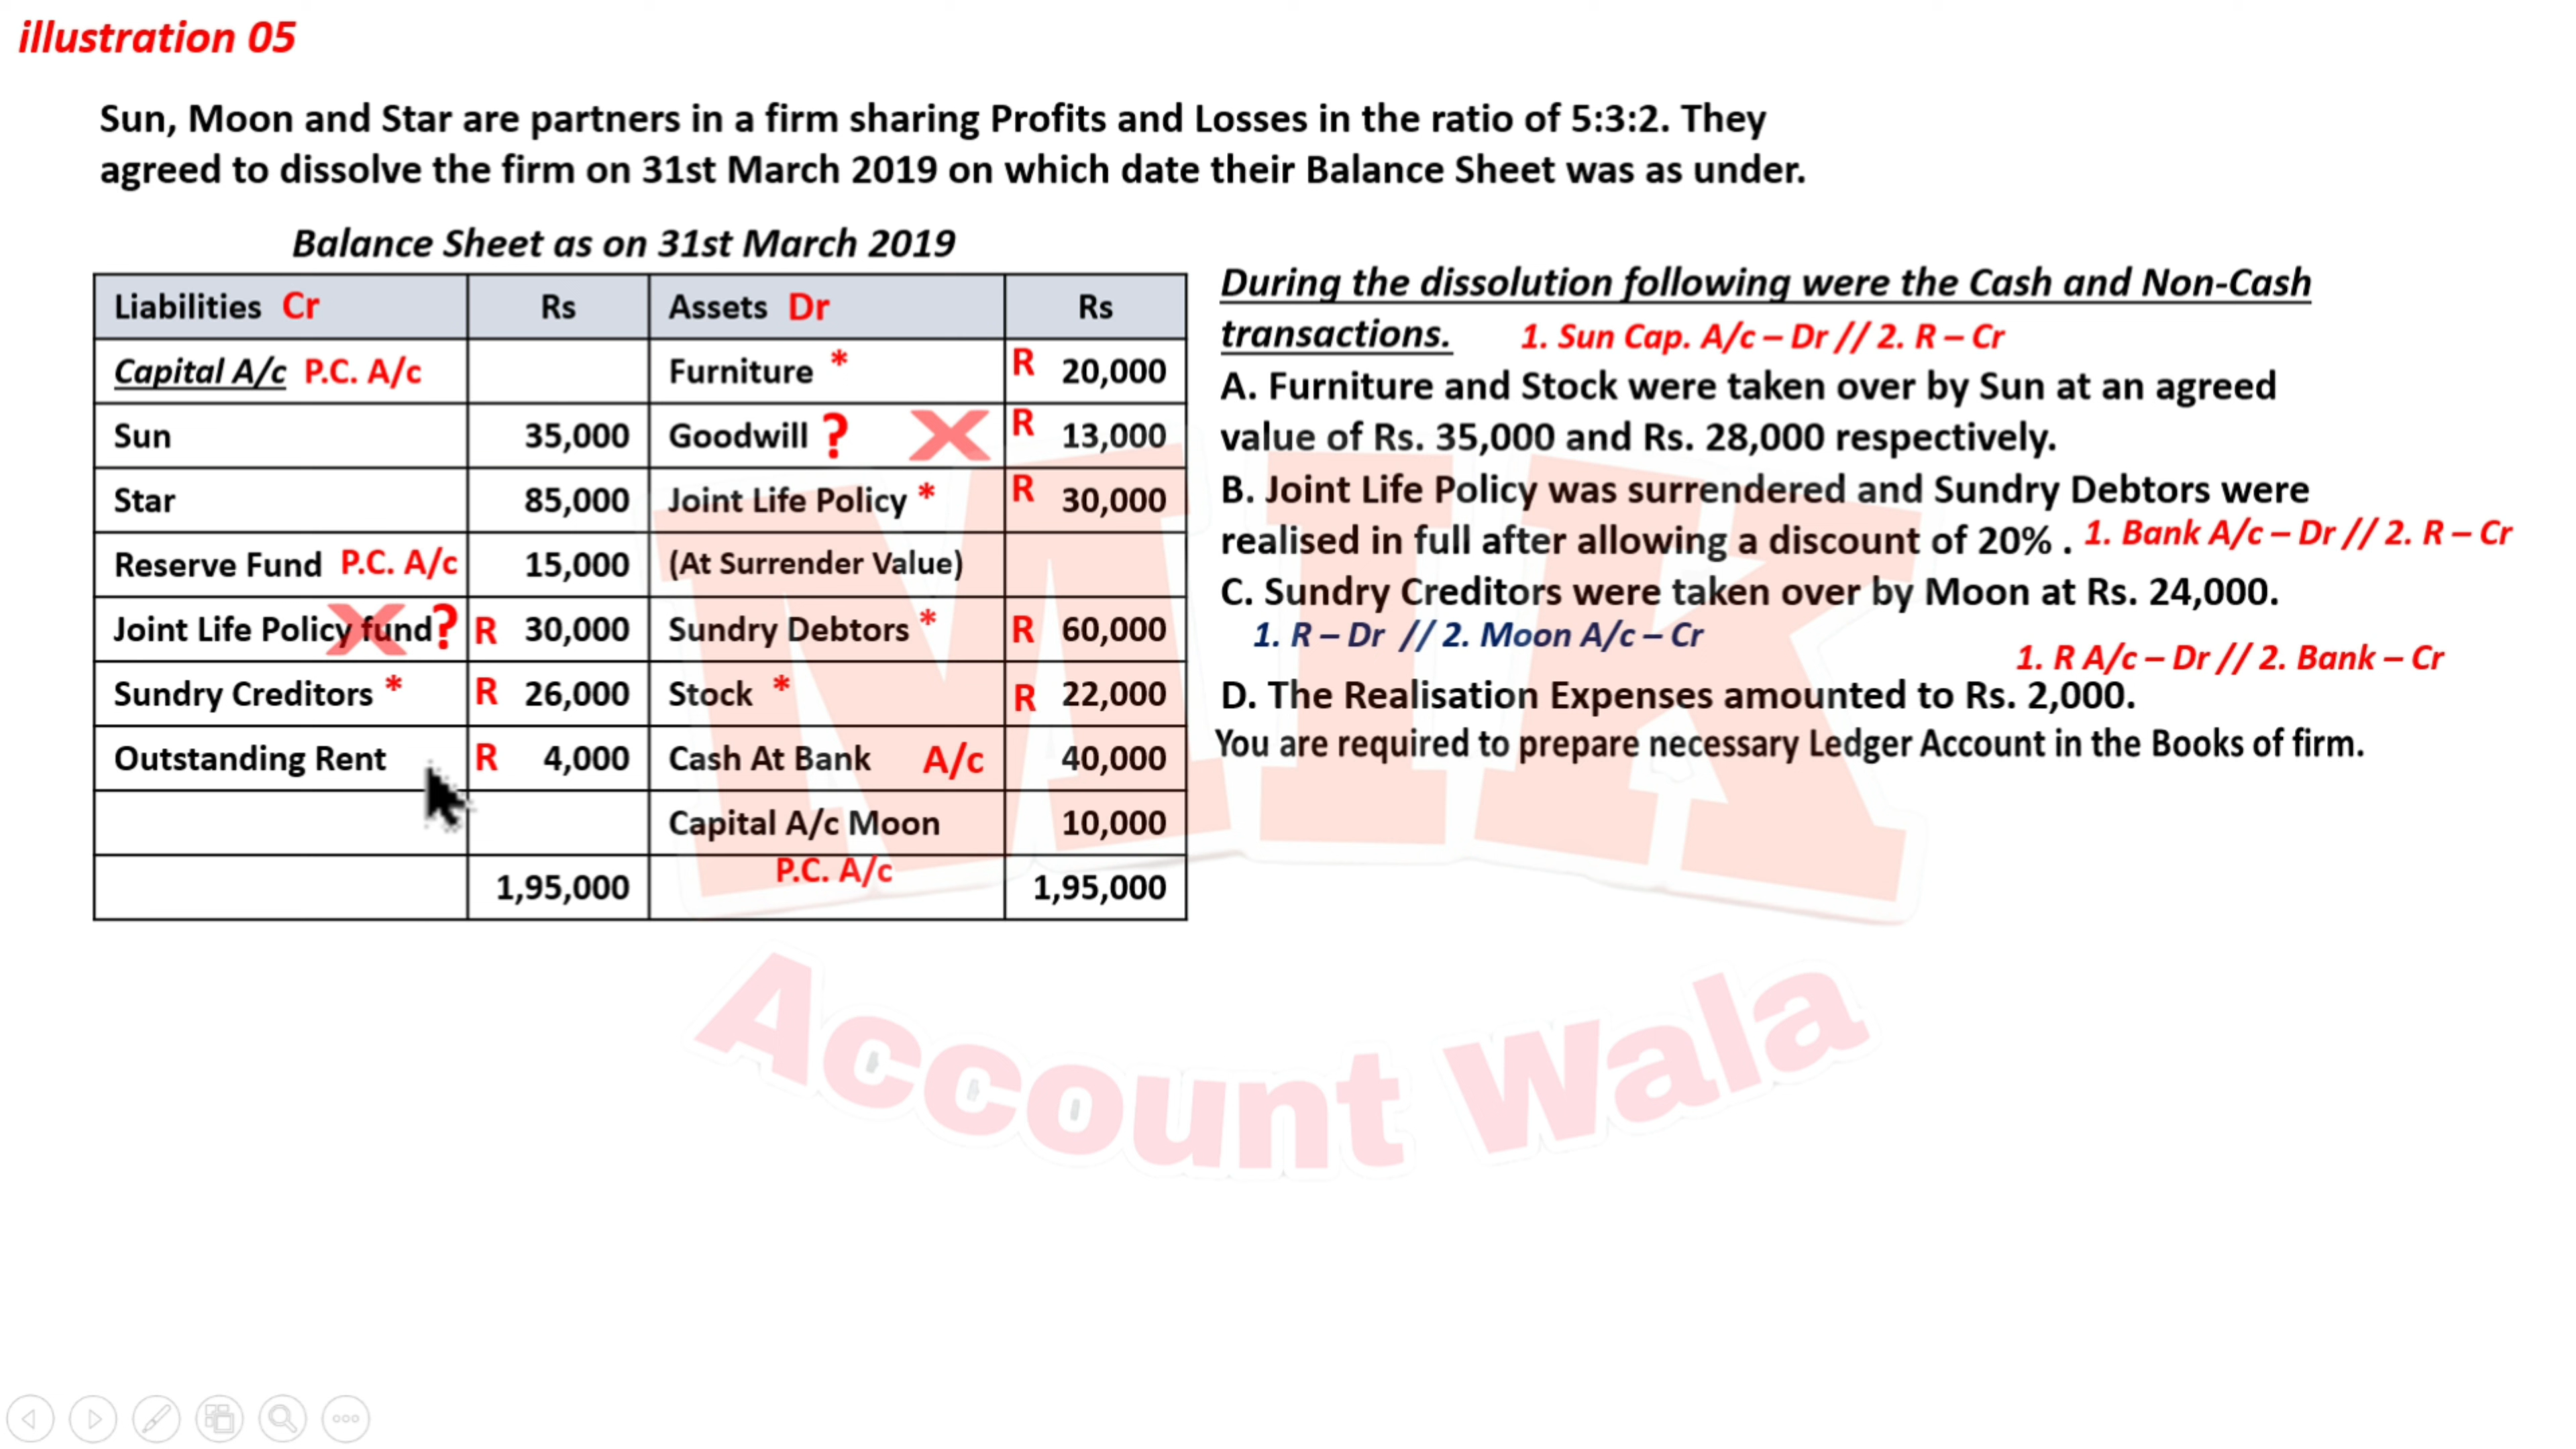 illustration 05
Sun, Moon and Star are partners in a firm sharing Profits and Losses in the ratio of 5:3:2. They
agreed to dissolve the firm on 31st March 2019 on which date their Balance Sheet was as under.
Balance Sheet as on 31st March 2019
Liabilities Cr Rs Assets Dr Rs
Capital A/c P.C. A/c Furniture * R 20,000
Sun 35,000 Goodwill ? X R 13,000
Star 85,000 Joint Life Policy * R 30,000
Reserve Fund P.C. A/c 15,000 (At Surrender Value)
Joint Life Policy fund ? R 30,000 Sundry Debtors * R 60,000
Sundry Creditors * R 26,000 Stock * R 22,000
Outstanding Rent R 4,000 Cash At Bank A/c 40,000
Capital A/c Moon 10,000
P.C. A/c
1,95,000 1,95,000
During the dissolution following were the Cash and Non-Cash
transactions. 1. Sun Cap. A/c – Dr // 2. R – Cr
A. Furniture and Stock were taken over by Sun at an agreed
value of Rs. 35,000 and Rs. 28,000 respectively.
B. Joint Life Policy was surrendered and Sundry Debtors were
realised in full after allowing a discount of 20% . 1. Bank A/c – Dr // 2. R – Cr
C. Sundry Creditors were taken over by Moon at Rs. 24,000.
1. R – Dr // 2. Moon A/c – Cr
1. R A/c – Dr // 2. Bank – Cr
D. The Realisation Expenses amounted to Rs. 2,000.
You are required to prepare necessary Ledger Account in the Books of firm.
MIK
Account Wala